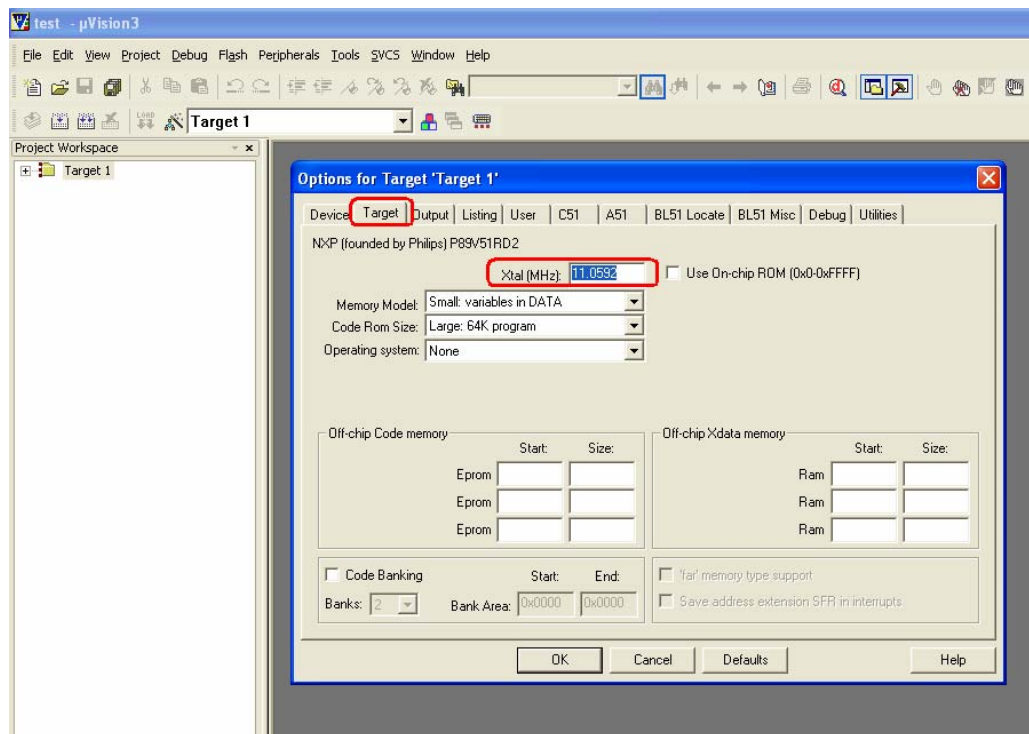 test - µVision3
File Edit View Project Debug Flash Peripherals Tools SVCS Window Help
LOAD Target 1
Project Workspace
Target 1
Options for Target 'Target 1'
Device Target Output Listing User C51 A51 BL51 Locate BL51 Misc Debug Utilities
NXP (founded by Philips) P89V51RD2
Xtal (MHz): 11.0592 Use On-chip ROM (0x0-0xFFFF)
Memory Model: Small: variables in DATA
Code Rom Size: Large: 64K program
Operating system: None
Off-chip Code memory Off-chip Xdata memory
Start: Size: Start: Size:
Eprom Ram
Eprom Ram
Eprom Ram
Code Banking Start: End: 'far' memory type support
Banks: 2 Bank Area: 0x0000 0x0000 Save address extension SFR in interrupts
OK Cancel Defaults Help